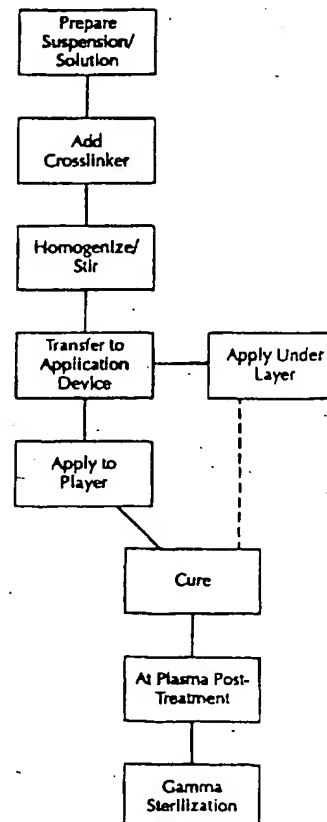 Prepare
Suspension/
Solution
Add
Crosslinker
Homogenize/
Stir
Transfer to
Application
Device
Apply Under
Layer
Apply to
Player
Cure
At Plasma Post-
Treatment
Gamma
Sterilization